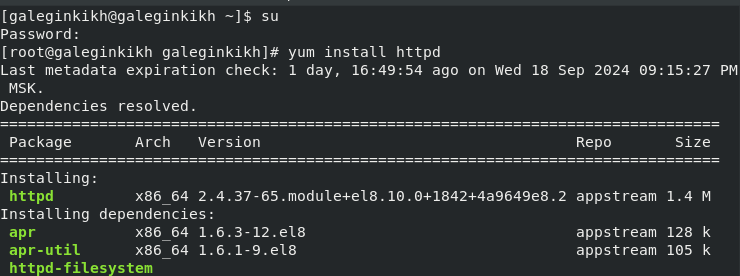 [galeginkikh@galeginkikh ~]$ su
Password:
[root@galeginkikh galeginkikh]# yum install httpd
Last metadata expiration check: 1 day, 16:49:54 ago on Wed 18 Sep 2024 09:15:27 PM
 MSK.
Dependencies resolved.
================================================================================
 Package       Arch   Version                                   Repo       Size
================================================================================
Installing:
 httpd         x86_64 2.4.37-65.module+el8.10.0+1842+4a9649e8.2 appstream 1.4 M
Installing dependencies:
 apr           x86_64 1.6.3-12.el8                              appstream 128 k
 apr-util      x86_64 1.6.1-9.el8                               appstream 105 k
 httpd-filesystem